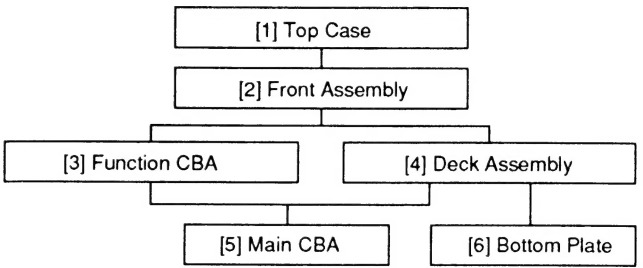 [1] Top Case
[2] Front Assembly
[3] Function CBA
[4] Deck Assembly
[5] Main CBA
[6] Bottom Plate